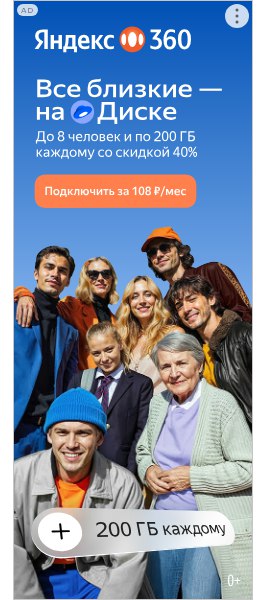 AD
Яндекс 360
Все близкие —
на Диске
До 8 человек и по 200 ГБ
каждому со скидкой 40%
Подключить за 108 ₽/мес
+ 200 ГБ каждому
0+